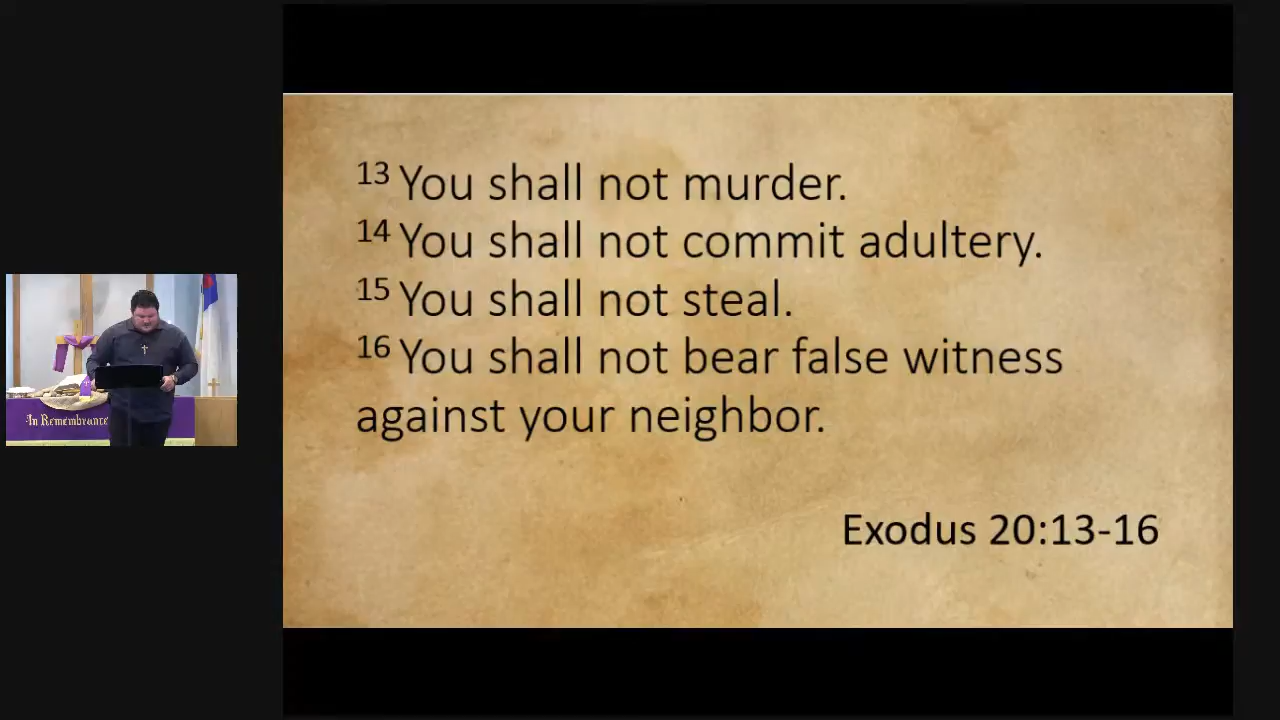 13 You shall not murder.
14 You shall not commit adultery.
15 You shall not steal.
16 You shall not bear false witness
against your neighbor.
Exodus 20:13-16
In Remembrance